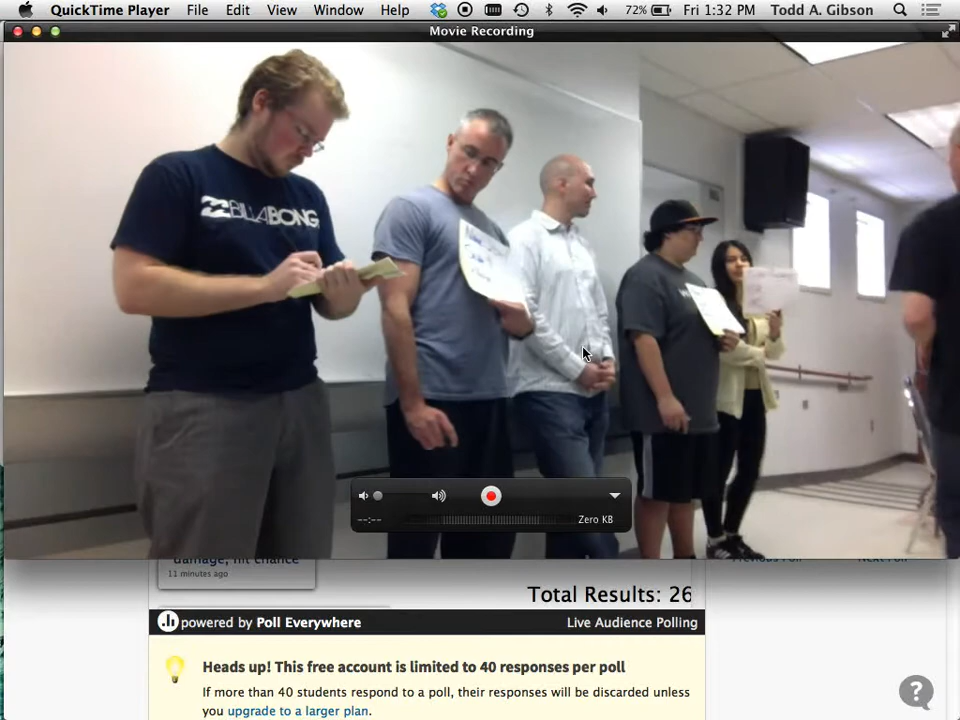 QuickTime Player File Edit View Window Help 72% Fri 1:32 PM Todd A. Gibson
Movie Recording
BILLABONG
--:-- Zero KB
damage, hit chance
11 minutes ago
Total Results: 26
powered by Poll Everywhere Live Audience Polling
Heads up! This free account is limited to 40 responses per poll
If more than 40 students respond to a poll, their responses will be discarded unless
you upgrade to a larger plan.
?